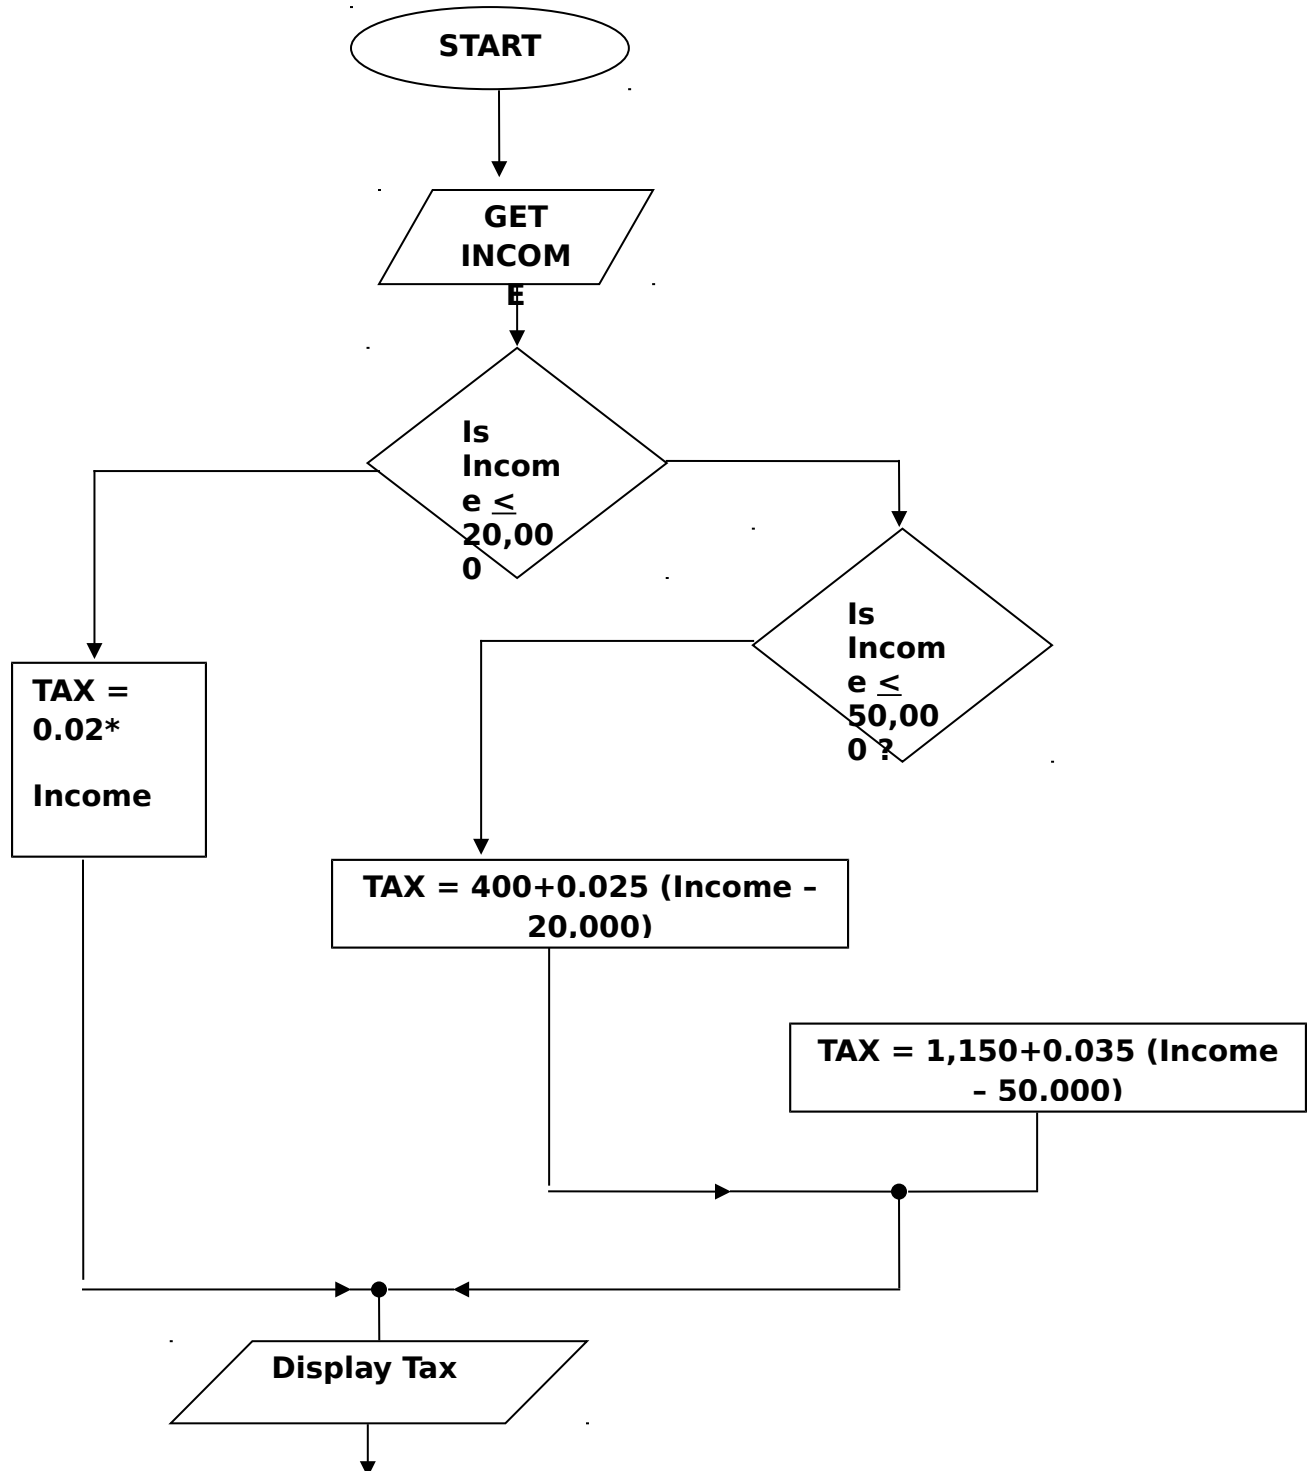 START
GET
INCOM
E
Is
Incom
e ≤
20,00
0
Is
Incom
e ≤
50,00
0 ?
TAX =
0.02*
Income
TAX = 400+0.025 (Income –
20,000)
TAX = 1,150+0.035 (Income
– 50,000)
Display Tax